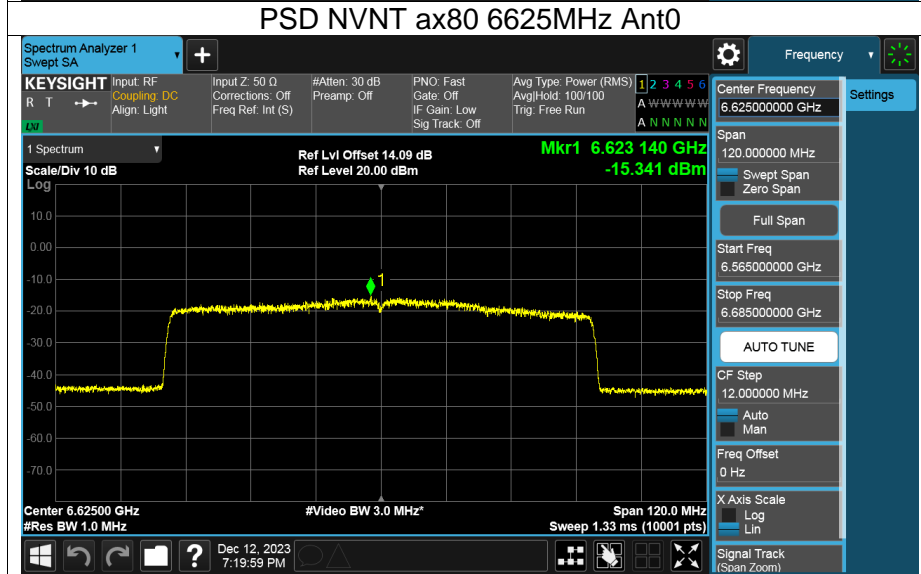 PSD NVNT ax80 6625MHz Ant0
Spectrum Analyzer 1
Swept SA
+
Frequency
KEYSIGHT
R T
LXI
Input: RF
Coupling: DC
Align: Light
Input Z: 50 Ω
Corrections: Off
Freq Ref: Int (S)
#Atten: 30 dB
Preamp: Off
PNO: Fast
Gate: Off
IF Gain: Low
Sig Track: Off
Avg Type: Power (RMS)
Avg|Hold: 100/100
Trig: Free Run
1 2 3 4 5 6
A W W W W W
A N N N N N
Center Frequency
6.625000000 GHz
Settings
Span
120.000000 MHz
Swept Span
Zero Span
Full Span
Start Freq
6.565000000 GHz
Stop Freq
6.685000000 GHz
AUTO TUNE
CF Step
12.000000 MHz
Auto
Man
Freq Offset
0 Hz
X Axis Scale
Log
Lin
Signal Track
(Span Zoom)
1 Spectrum
Scale/Div 10 dB
Log
Ref Lvl Offset 14.09 dB
Ref Level 20.00 dBm
Mkr1 6.623 140 GHz
-15.341 dBm
10.0
0.00
-10.0
-20.0
-30.0
-40.0
-50.0
-60.0
-70.0
1
Center 6.62500 GHz
#Res BW 1.0 MHz
#Video BW 3.0 MHz*
Span 120.0 MHz
Sweep 1.33 ms (10001 pts)
?
Dec 12, 2023
7:19:59 PM